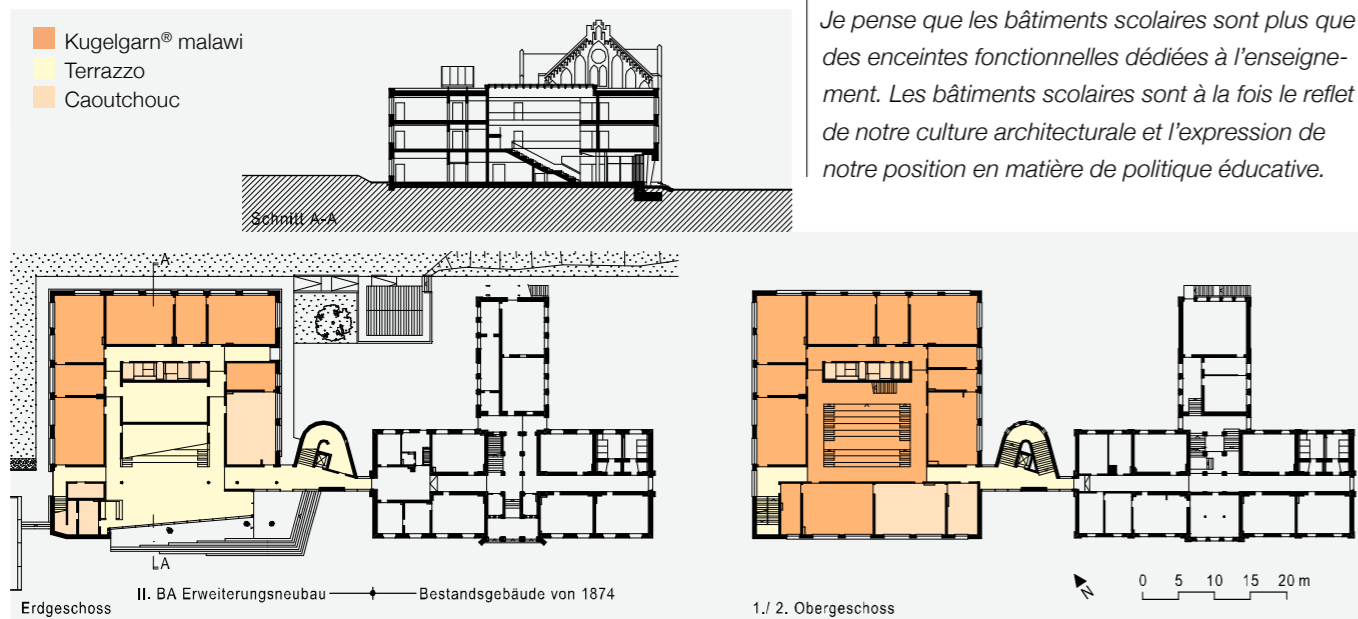 Kugelgarn® malawi
Terrazzo
Caoutchouc
Je pense que les bâtiments scolaires sont plus que
des enceintes fonctionnelles dédiées à l’enseigne-
ment. Les bâtiments scolaires sont à la fois le reflet
de notre culture architecturale et l’expression de
notre position en matière de politique éducative.
Schnitt A-A
A
A
II. BA Erweiterungsneubau
Bestandsgebäude von 1874
Erdgeschoss
1./ 2. Obergeschoss
N
0 5 10 15 20 m